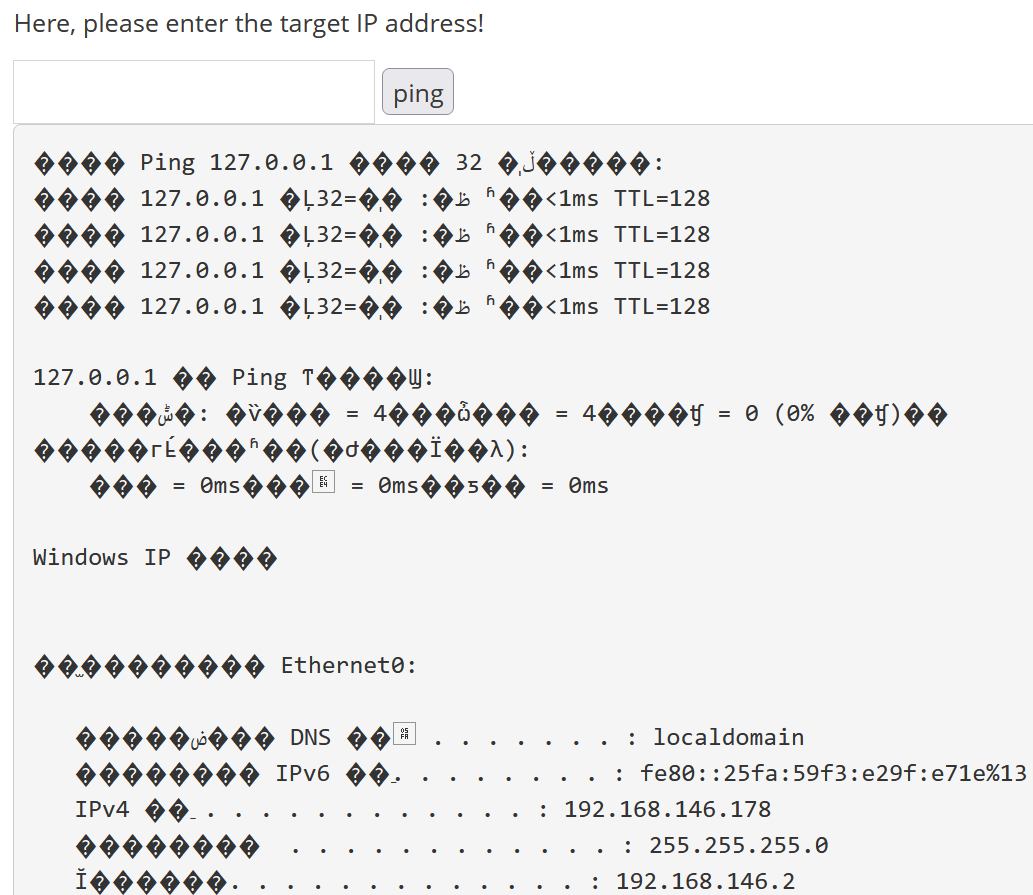 Here, please enter the target IP address!
ping
���� Ping 127.0.0.1 ���� 32 �ֽڵ�����:
���� 127.0.0.1 �Ļظ�: �ֽ�=32 ʱ��<1ms TTL=128
���� 127.0.0.1 �Ļظ�: �ֽ�=32 ʱ��<1ms TTL=128
���� 127.0.0.1 �Ļظ�: �ֽ�=32 ʱ��<1ms TTL=128
���� 127.0.0.1 �Ļظ�: �ֽ�=32 ʱ��<1ms TTL=128
127.0.0.1 �� Ping ͳ����Ϣ:
���ݰ�: �ѷ��� = 4���ѽ��� = 4����ʧ = 0 (0% ��ʧ)��
�����г̵Ĺ���ʱ��(�Ժ���Ϊ��λ):
��� = 0ms��� = 0ms��ƽ�� = 0ms
Windows IP ����
��̫���������� Ethernet0:
�����ض��� DNS �� . . . . . . . : localdomain
�������� IPv6 ��. . . . . . . . : fe80::25fa:59f3:e29f:e71e%13
IPv4 �� . . . . . . . . . . . . : 192.168.146.178
�������� . . . . . . . . . . . . : 255.255.255.0
Ĭ������. . . . . . . . . . . . . : 192.168.146.2